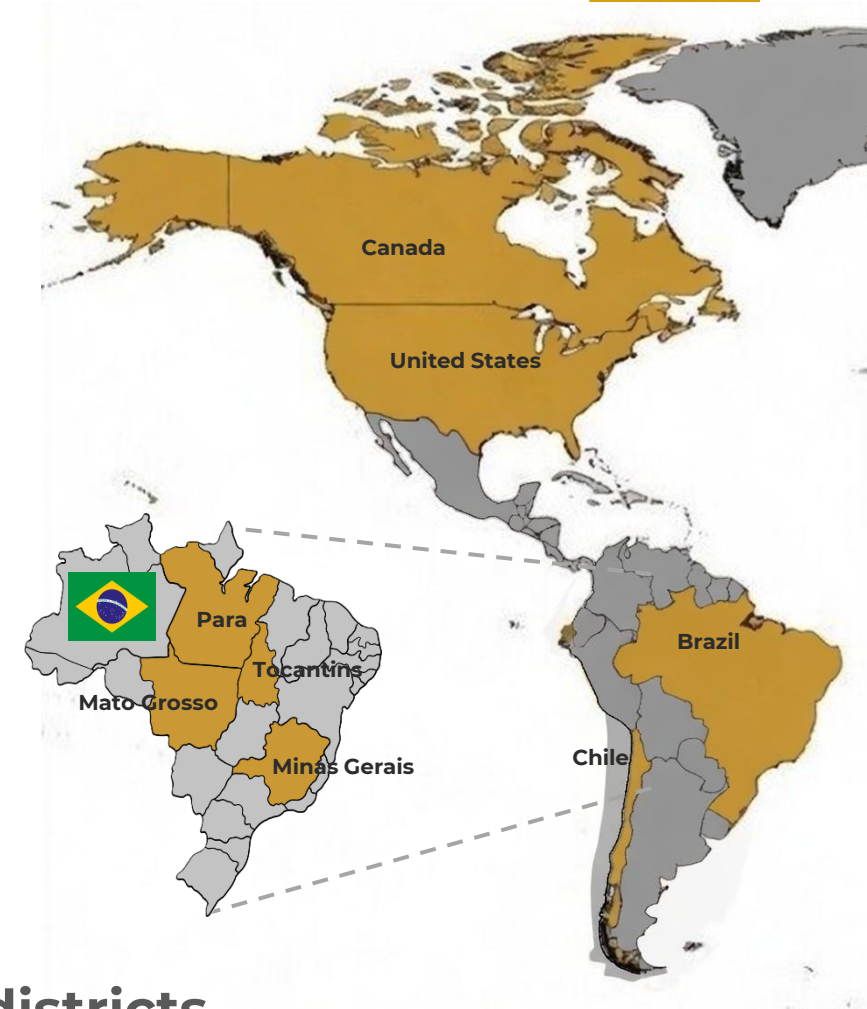 Canada
United States
Para
Brazil
Tocantins
Mato Grosso
Chile
Minas Gerais
districts